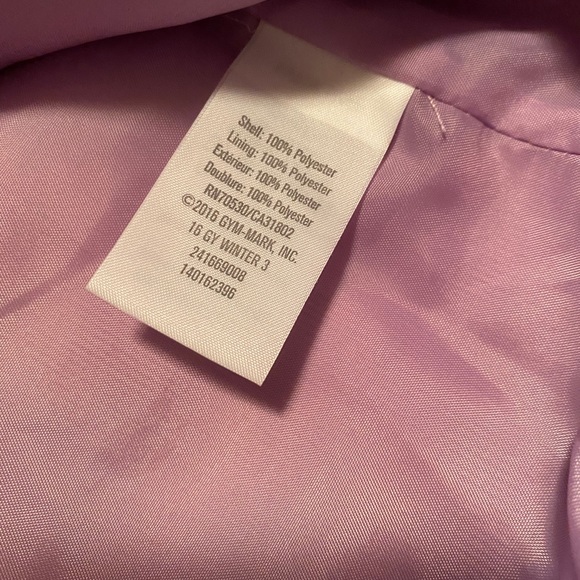 Shell: 100% Polyester
Lining: 100% Polyester
Extérieur: 100% Polyester
Doublure: 100% Polyester
RN70530/CA31802
©2016 GYM-MARK, INC.
16 GY WINTER 3
241669008
140162396